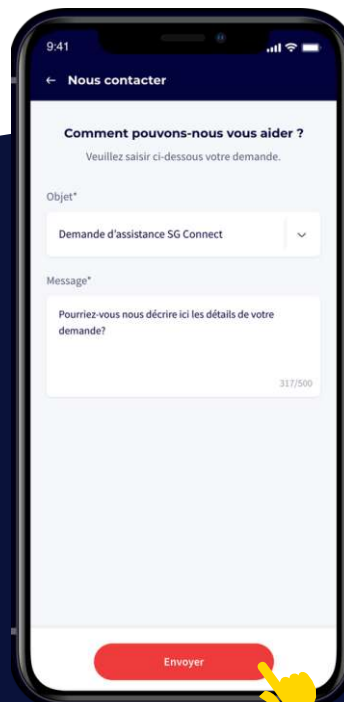 9:41
← Nous contacter
Comment pouvons-nous vous aider ?
Veuillez saisir ci-dessous votre demande.
Objet*
Demande d'assistance SG Connect
Message*
Pourriez-vous nous décrire ici les détails de votre
demande?
317/500
Envoyer